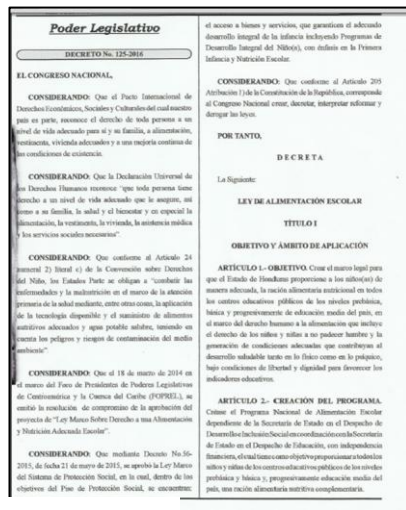 Poder Legislativo
DECRETO No. 125-2016
EL CONGRESO NACIONAL,
CONSIDERANDO: Que el Pacto Internacional de
Derechos Económicos, Sociales y Culturales del cual nuestro
país es parte, reconoce el derecho de toda persona a un
nivel de vida adecuado para sí y su familia, a alimentación,
vestimenta, vivienda adecuados y a una mejoría continua de
las condiciones de existencia.
CONSIDERANDO: Que la Declaración Universal de
los Derechos Humanos reconoce "que toda persona tiene
derecho a un nivel de vida adecuado que le asegure, así
como a su familia, la salud y el bienestar y en especial la
alimentación, la vestimenta, la vivienda, la asistencia médica
y los servicios sociales necesarios".
CONSIDERANDO: Que conforme al Artículo 24
numeral 2) literal c) de la Convención sobre Derechos
del Niño, los Estados Parte se obligan a "combatir las
enfermedades y la malnutrición en el marco de la atención
primaria de la salud mediante, entre otras cosas, la aplicación
de la tecnología disponible y el suministro de alimentos
nutritivos adecuados y agua potable salubre, teniendo en
cuenta los peligros y riesgos de contaminación del medio
ambiente".
CONSIDERANDO: Que el 18 de marzo de 2014 en
el marco del Foro de Presidentes de Poderes Legislativos
de Centroamérica y la Cuenca del Caribe (FOPREL), se
emitió la resolución de compromiso de la aprobación del
proyecto de "Ley Marco Sobre Derecho a una Alimentación
y Nutrición Adecuada Escolar".
CONSIDERANDO: Que mediante Decreto No.56-
2015, de fecha 21 de mayo de 2015, se aprobó la Ley Marco
del Sistema de Protección Social, en la cual, dentro de los
objetivos del Piso de Protección Social, se encuentran:
el acceso a bienes y servicios, que garanticen el adecuado
desarrollo integral de la infancia incluyendo Programas de
Desarrollo Integral del Niño(s), con énfasis en la Primera
Infancia y Nutrición Escolar.
CONSIDERANDO: Que conforme al Artículo 205
Atribución 1) de la Constitución de la República, corresponde
al Congreso Nacional crear, decretar, interpretar reformar y
derogar las leyes.
POR TANTO,
D E C R E T A
La Siguiente:
LEY DE ALIMENTACIÓN ESCOLAR
TÍTULO I
OBJETIVO Y ÁMBITO DE APLICACIÓN
ARTÍCULO 1.- OBJETIVO. Crear el marco legal para
que el Estado de Honduras proporcione a los niños(as) de
manera adecuada, la ración alimentaria nutricional en todos
los centros educativos públicos de los niveles prebásica,
básica y progresivamente de educación media del país, en
el marco del derecho humano a la alimentación que incluye
el derecho de los niños y niñas a no padecer hambre y la
generación de condiciones adecuadas que contribuyan al
desarrollo saludable tanto en lo físico como en lo psíquico,
bajo condiciones de libertad y dignidad para favorecer los
indicadores educativos.
ARTÍCULO 2.- CREACIÓN DEL PROGRAMA.
Créase el Programa Nacional de Alimentación Escolar
dependiente de la Secretaría de Estado en el Despacho de
Desarrollo e Inclusión Social en coordinación con la Secretaría
de Estado en el Despacho de Educación, con independencia
financiera, el cual tiene como objetivo proporcionar a todos los
niños y niñas de los centros educativos públicos de los niveles
prebásica y básica y, progresivamente educación media del
país, una ración alimentaria nutritiva complementaria.